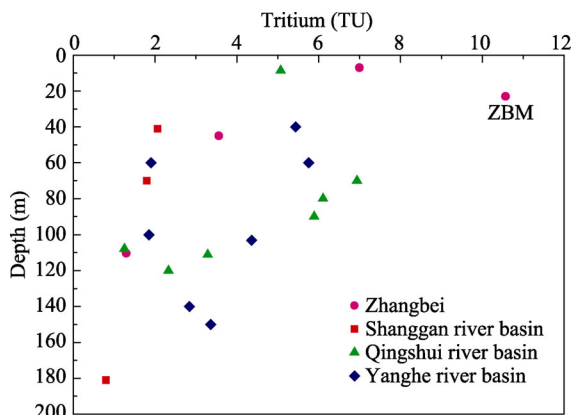 Tritium (TU)
0 2 4 6 8 10 12
Depth (m)
0
20
40
60
80
100
120
140
160
180
200
ZBM
Zhangbei
Shanggan river basin
Qingshui river basin
Yanghe river basin